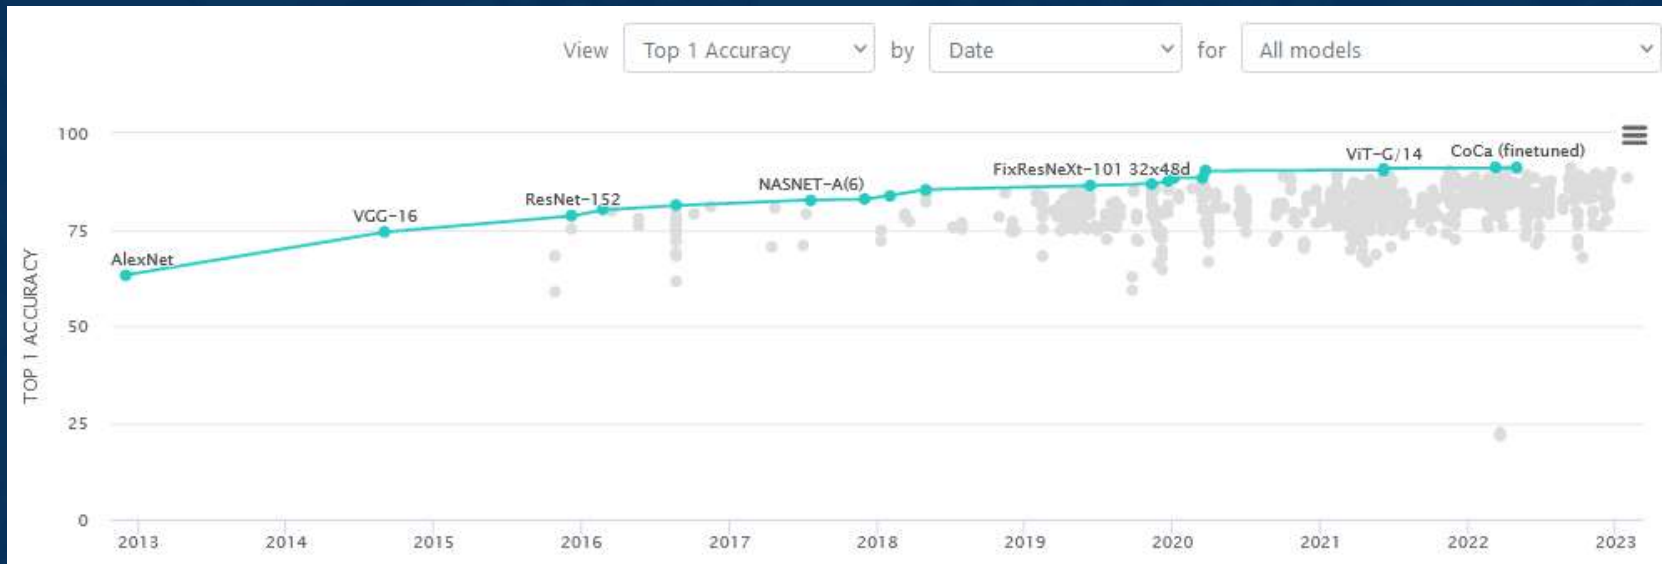 View Top 1 Accuracy by Date for All models
100
75
50
25
0
TOP 1 ACCURACY
AlexNet
VGG-16
ResNet-152
NASNET-A(6)
FixResNeXt-101 32x48d
ViT-G/14
CoCa (finetuned)
2013 2014 2015 2016 2017 2018 2019 2020 2021 2022 2023